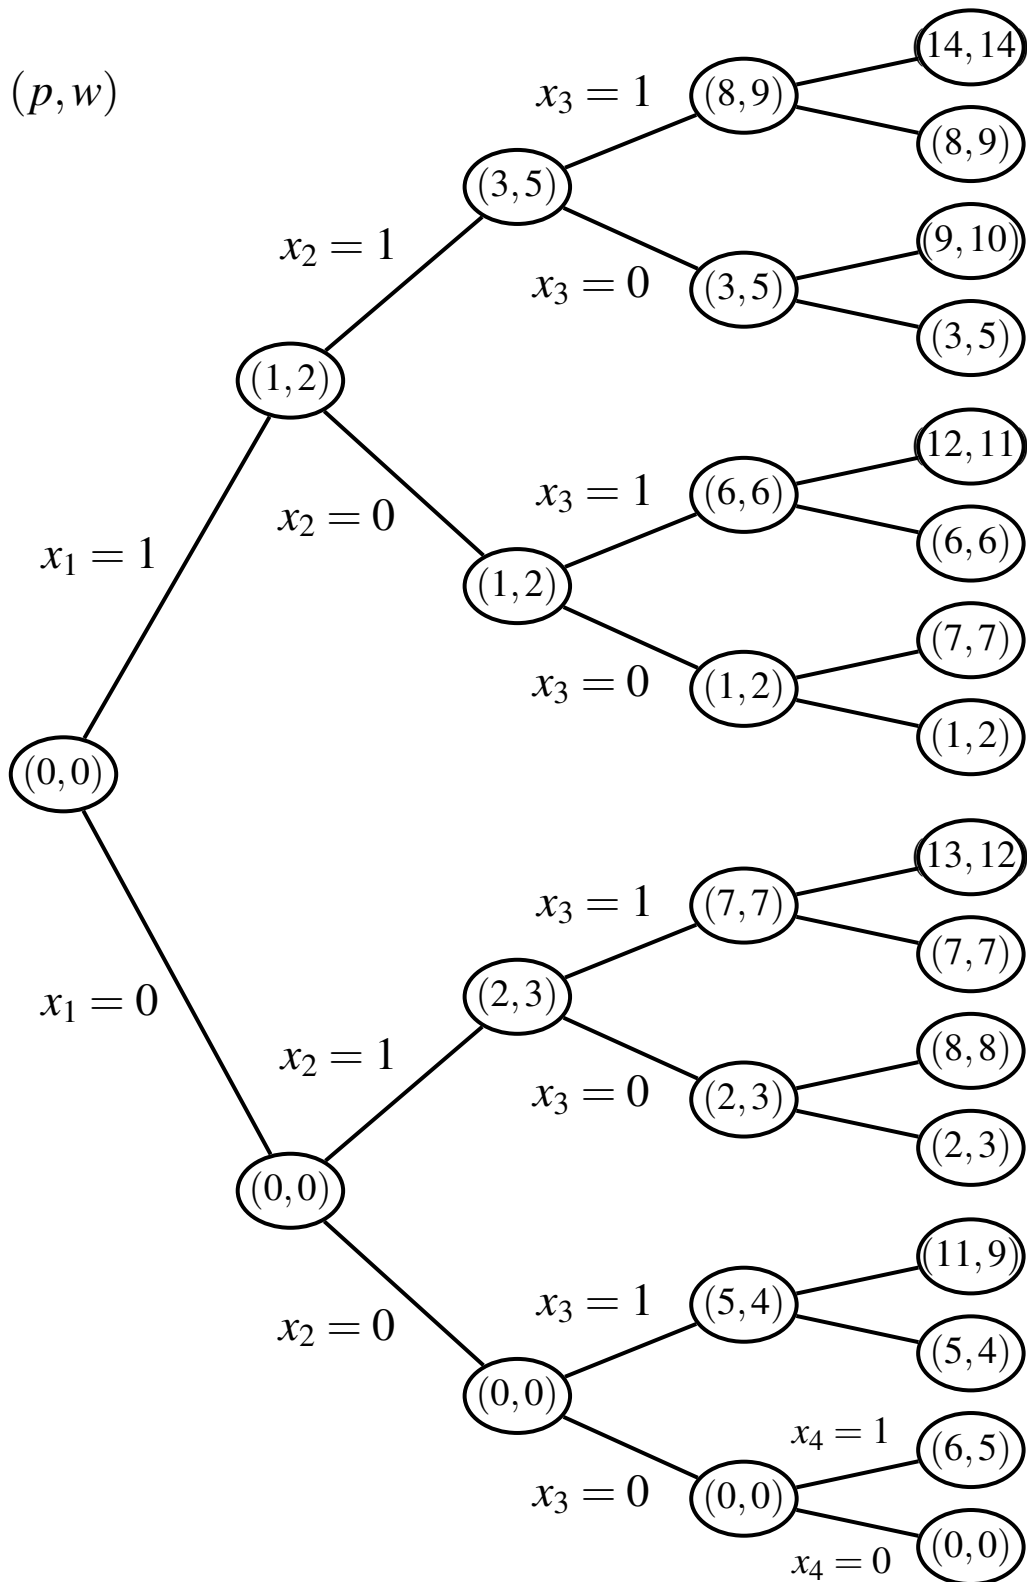 (14,14)
(p,w)
x3 = 1
(8,9)
(8,9)
(3,5)
(9,10)
x2 = 1
x3 = 0
(3,5)
(3,5)
(1,2)
(12,11)
x3 = 1
(6,6)
x2 = 0
(6,6)
x1 = 1
(1,2)
(7,7)
x3 = 0
(1,2)
(1,2)
(0,0)
(13,12)
x3 = 1
(7,7)
(7,7)
x1 = 0
(2,3)
x2 = 1
(8,8)
x3 = 0
(2,3)
(2,3)
(0,0)
(11,9)
x3 = 1
(5,4)
x2 = 0
(5,4)
(0,0)
x4 = 1
(6,5)
x3 = 0
(0,0)
(0,0)
x4 = 0